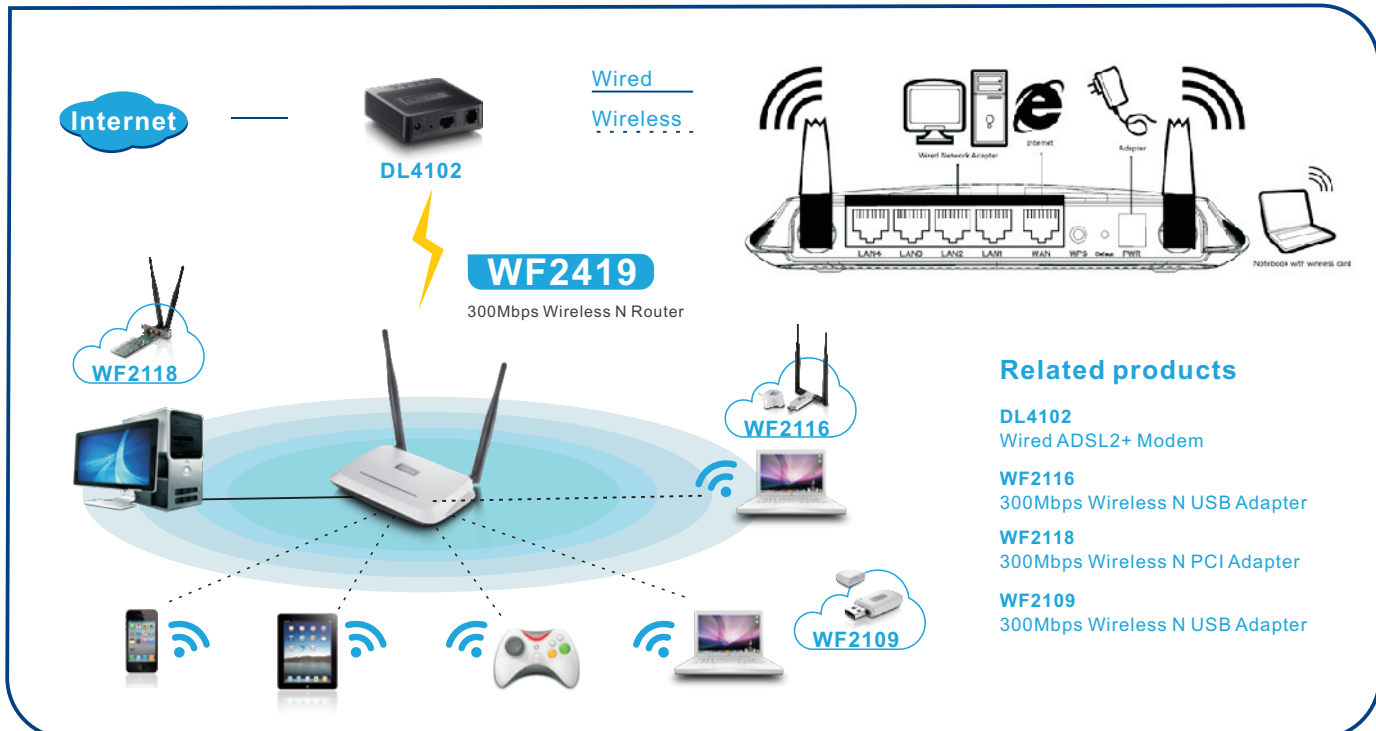 Internet
DL4102
Wired
Wireless
Wired Network Adapter
Internet
Adapter
LAN4 LAN3 LAN2 LAN1 WAN WPS Default PWR
Notebook with wireless card
WF2419
300Mbps Wireless N Router
WF2118
WF2116
WF2109
Related products
DL4102
Wired ADSL2+ Modem
WF2116
300Mbps Wireless N USB Adapter
WF2118
300Mbps Wireless N PCI Adapter
WF2109
300Mbps Wireless N USB Adapter